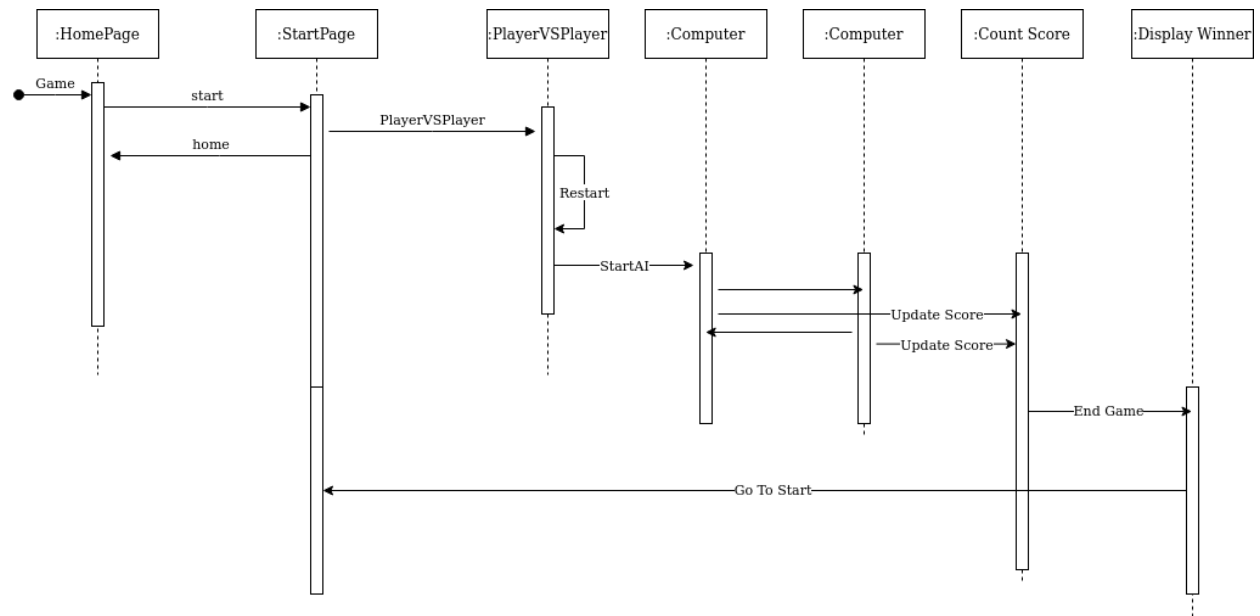 :HomePage
:StartPage
:PlayerVSPlayer
:Computer
:Computer
:Count Score
:Display Winner
Game
start
PlayerVSPlayer
home
Restart
StartAI
Update Score
Update Score
End Game
Go To Start